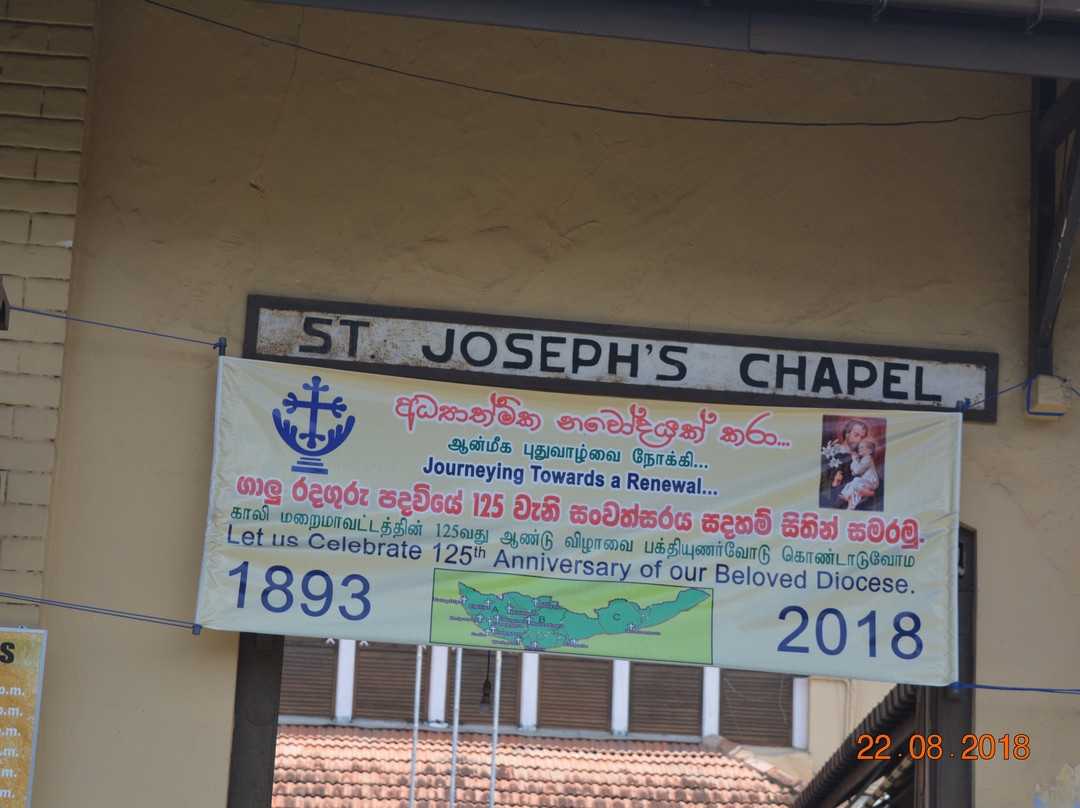 ST. JOSEPH'S CHAPEL
අධ්‍යාත්මික නවෝදයක් කරා...
ஆன்மீக புதுவாழ்வை நோக்கி...
Journeying Towards a Renewal...
ගාලු රදගුරු පදවියේ 125 වැනි සංවත්සරය සදහම් සිතින් සමරමු.
காலி மறைமாவட்டத்தின் 125வது ஆண்டு விழாவை பக்தியுணர்வோடு கொண்டாடுவோம்
Let us Celebrate 125th Anniversary of our Beloved Diocese.
1893
A
B
C
2018
S
p.m.
p.m.
e.m.
a.m.
.m.
m.
22.08.2018